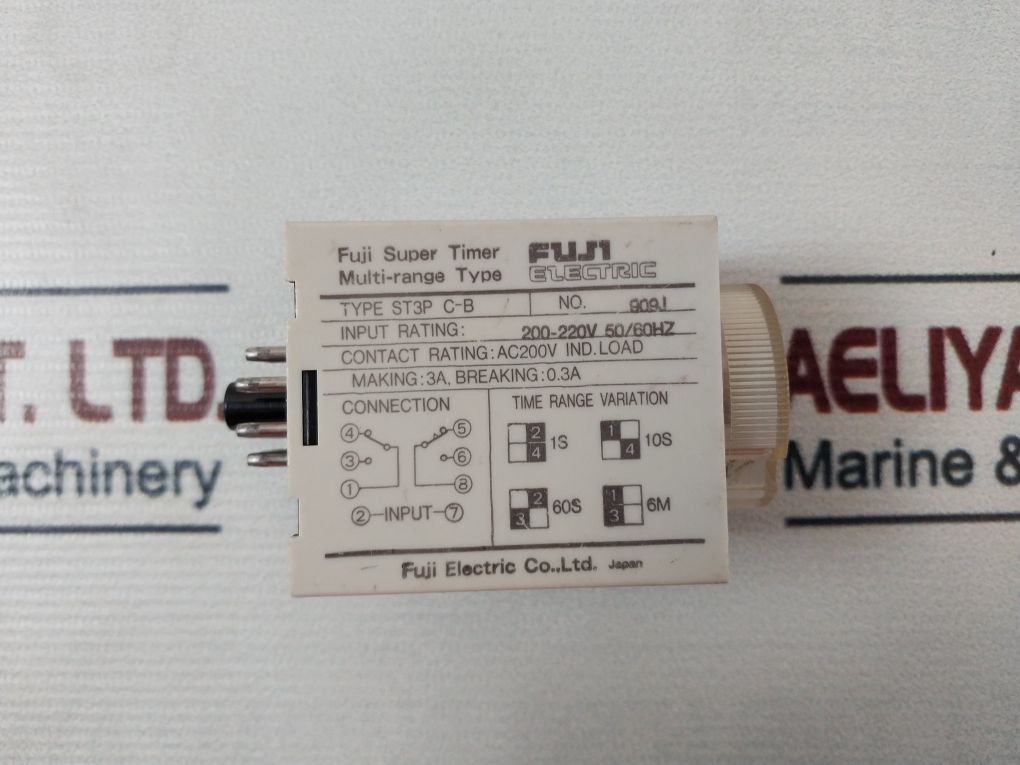 Fuji Super Timer FUJI
Multi-range Type ELECTRIC
TYPE ST3P C-B NO. 909J
INPUT RATING: 200-220V 50/60HZ
CONTACT RATING:AC200V IND.LOAD
MAKING:3A, BREAKING:0.3A
CONNECTION TIME RANGE VARIATION
4 5 2 4 1S 1 4 10S
3 6
1 8 2 3 60S 1 3 6M
2 INPUT 7
Fuji Electric Co.,Ltd. Japan
T. LTD. AELIYA
achinery Marine &